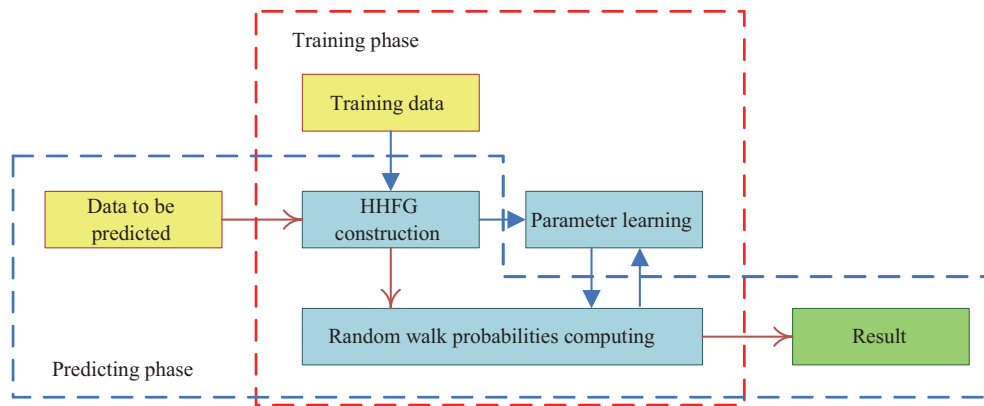 Training phase
Training data
Data to be
predicted
HHFG
construction
Parameter learning
Random walk probabilities computing
Result
Predicting phase